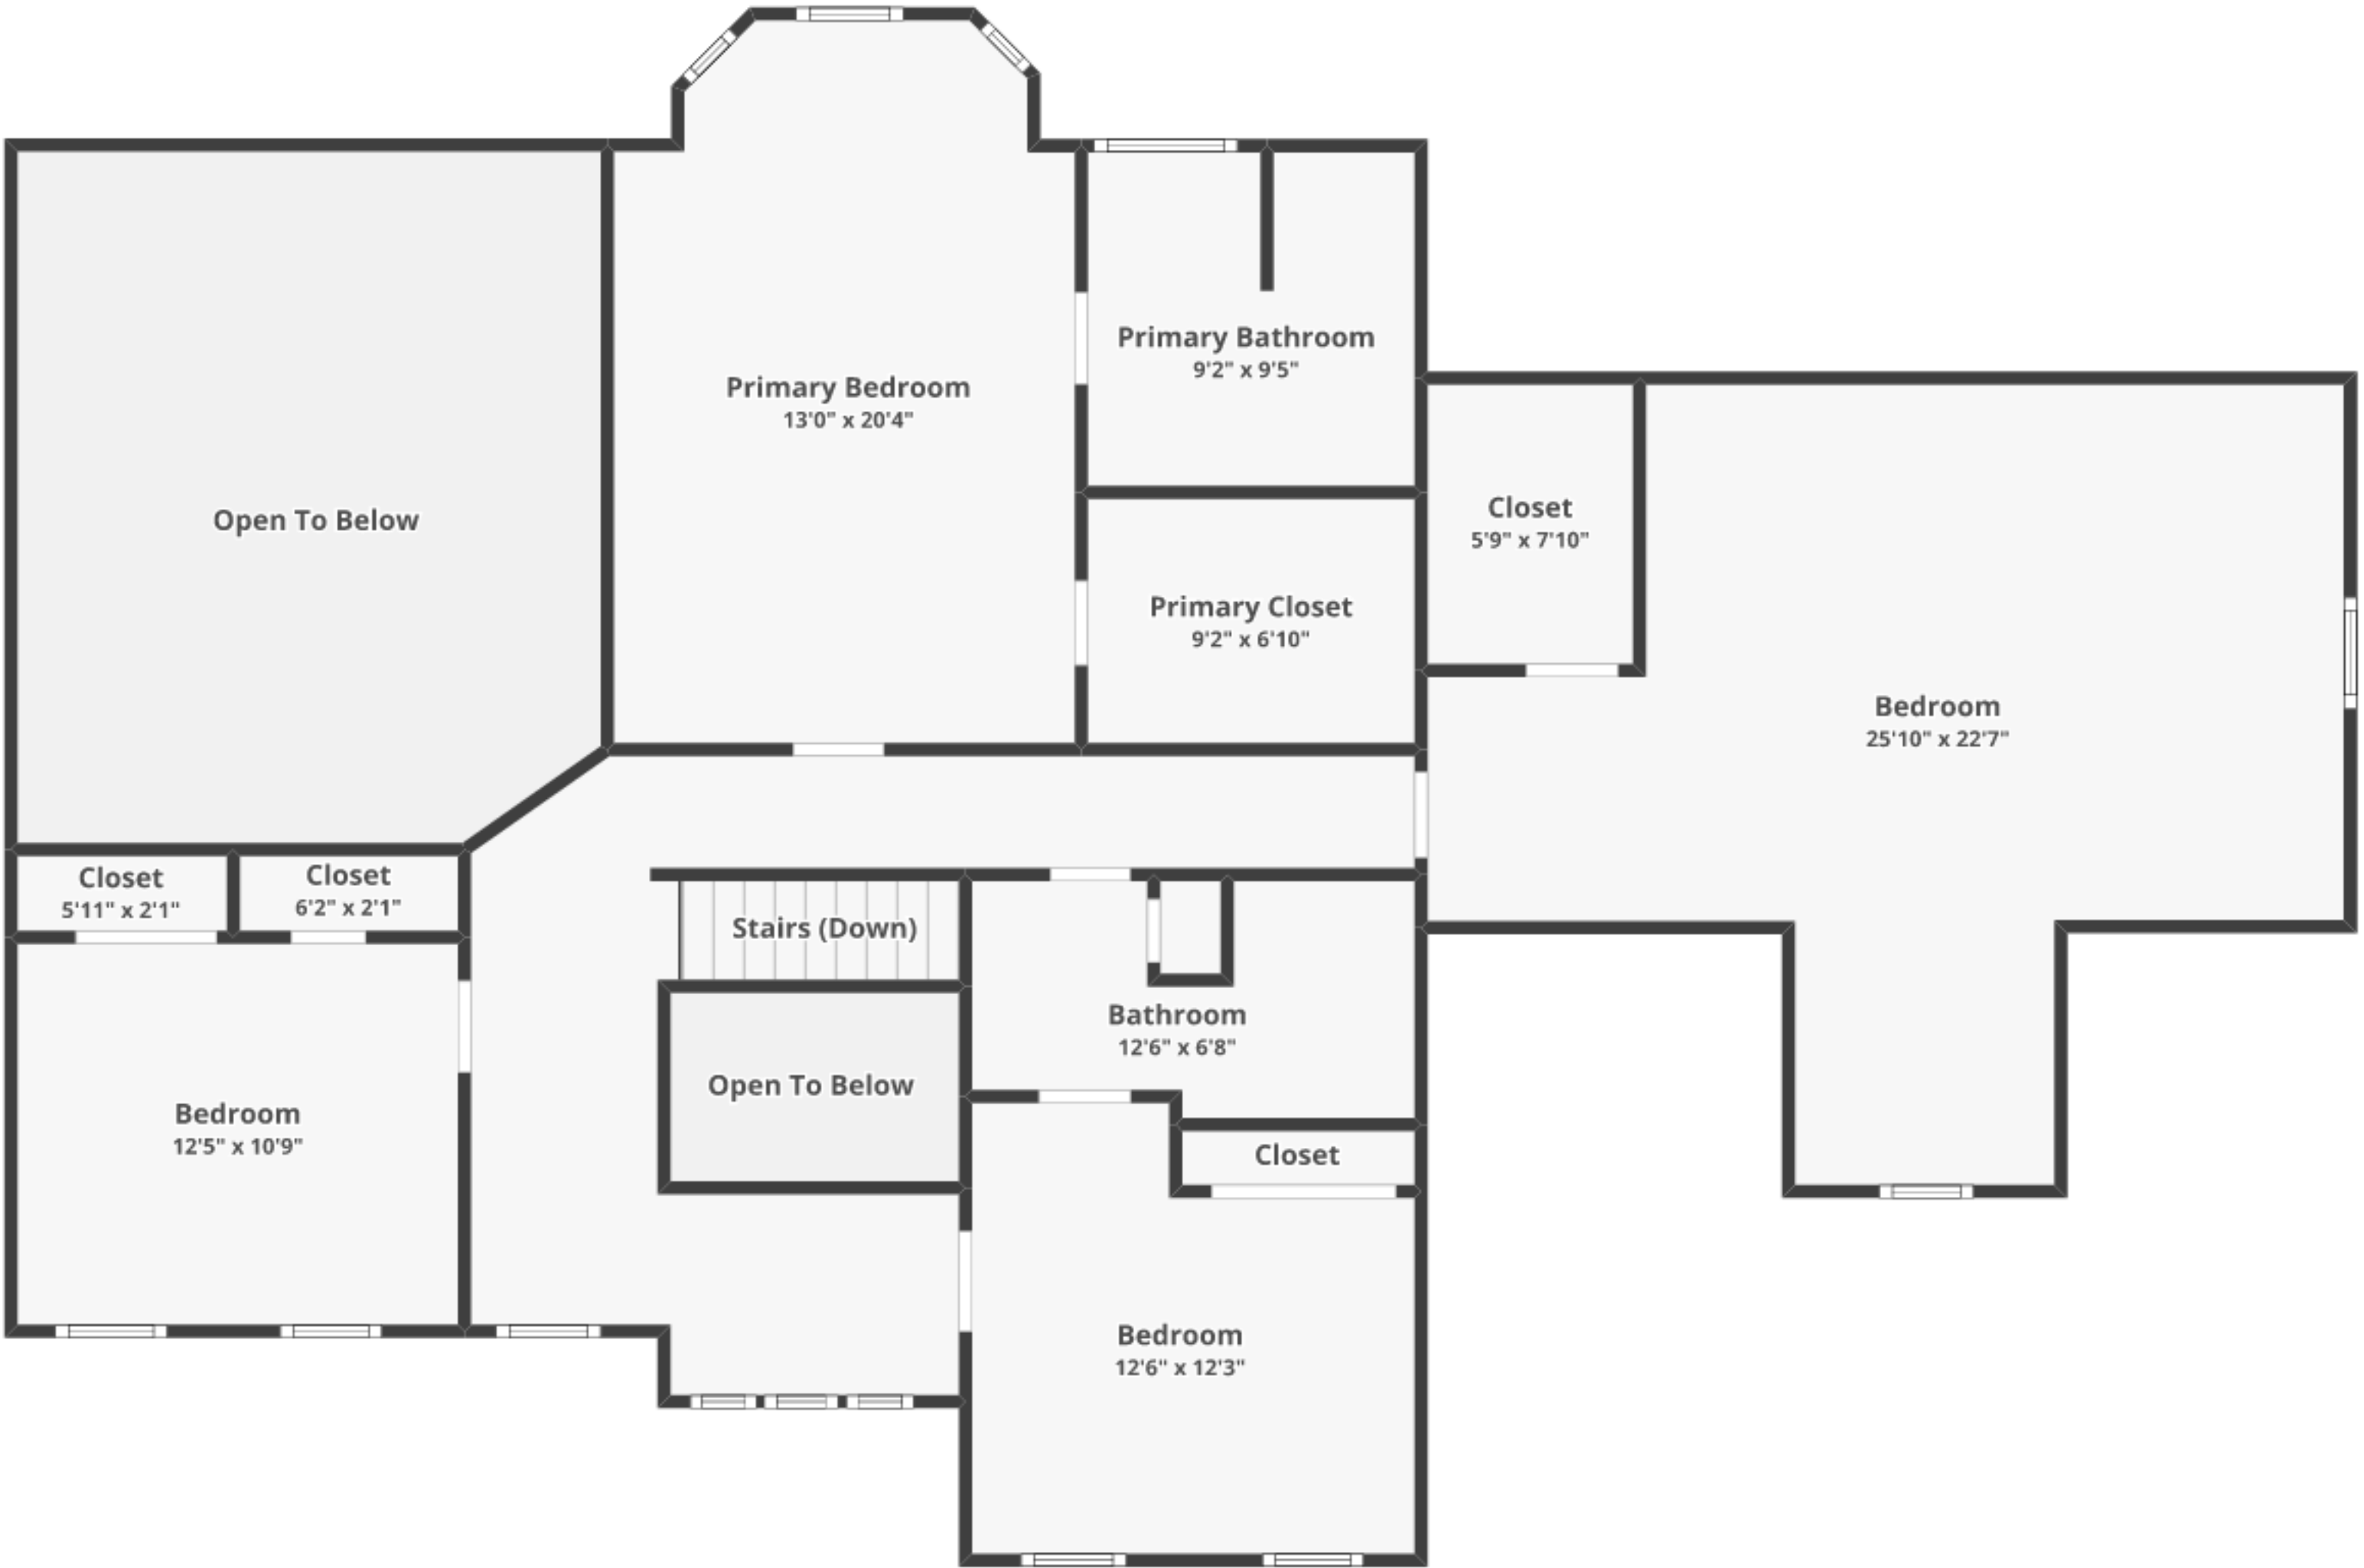 Primary Bathroom
9'2" x 9'5"
Primary Bedroom
13'0" x 20'4"
Open To Below
Closet
5'9" x 7'10"
Primary Closet
9'2" x 6'10"
Bedroom
25'10" x 22'7"
Closet
5'11" x 2'1"
Closet
6'2" x 2'1"
Stairs (Down)
Bathroom
12'6" x 6'8"
Open To Below
Bedroom
12'5" x 10'9"
Closet
Bedroom
12'6" x 12'3"